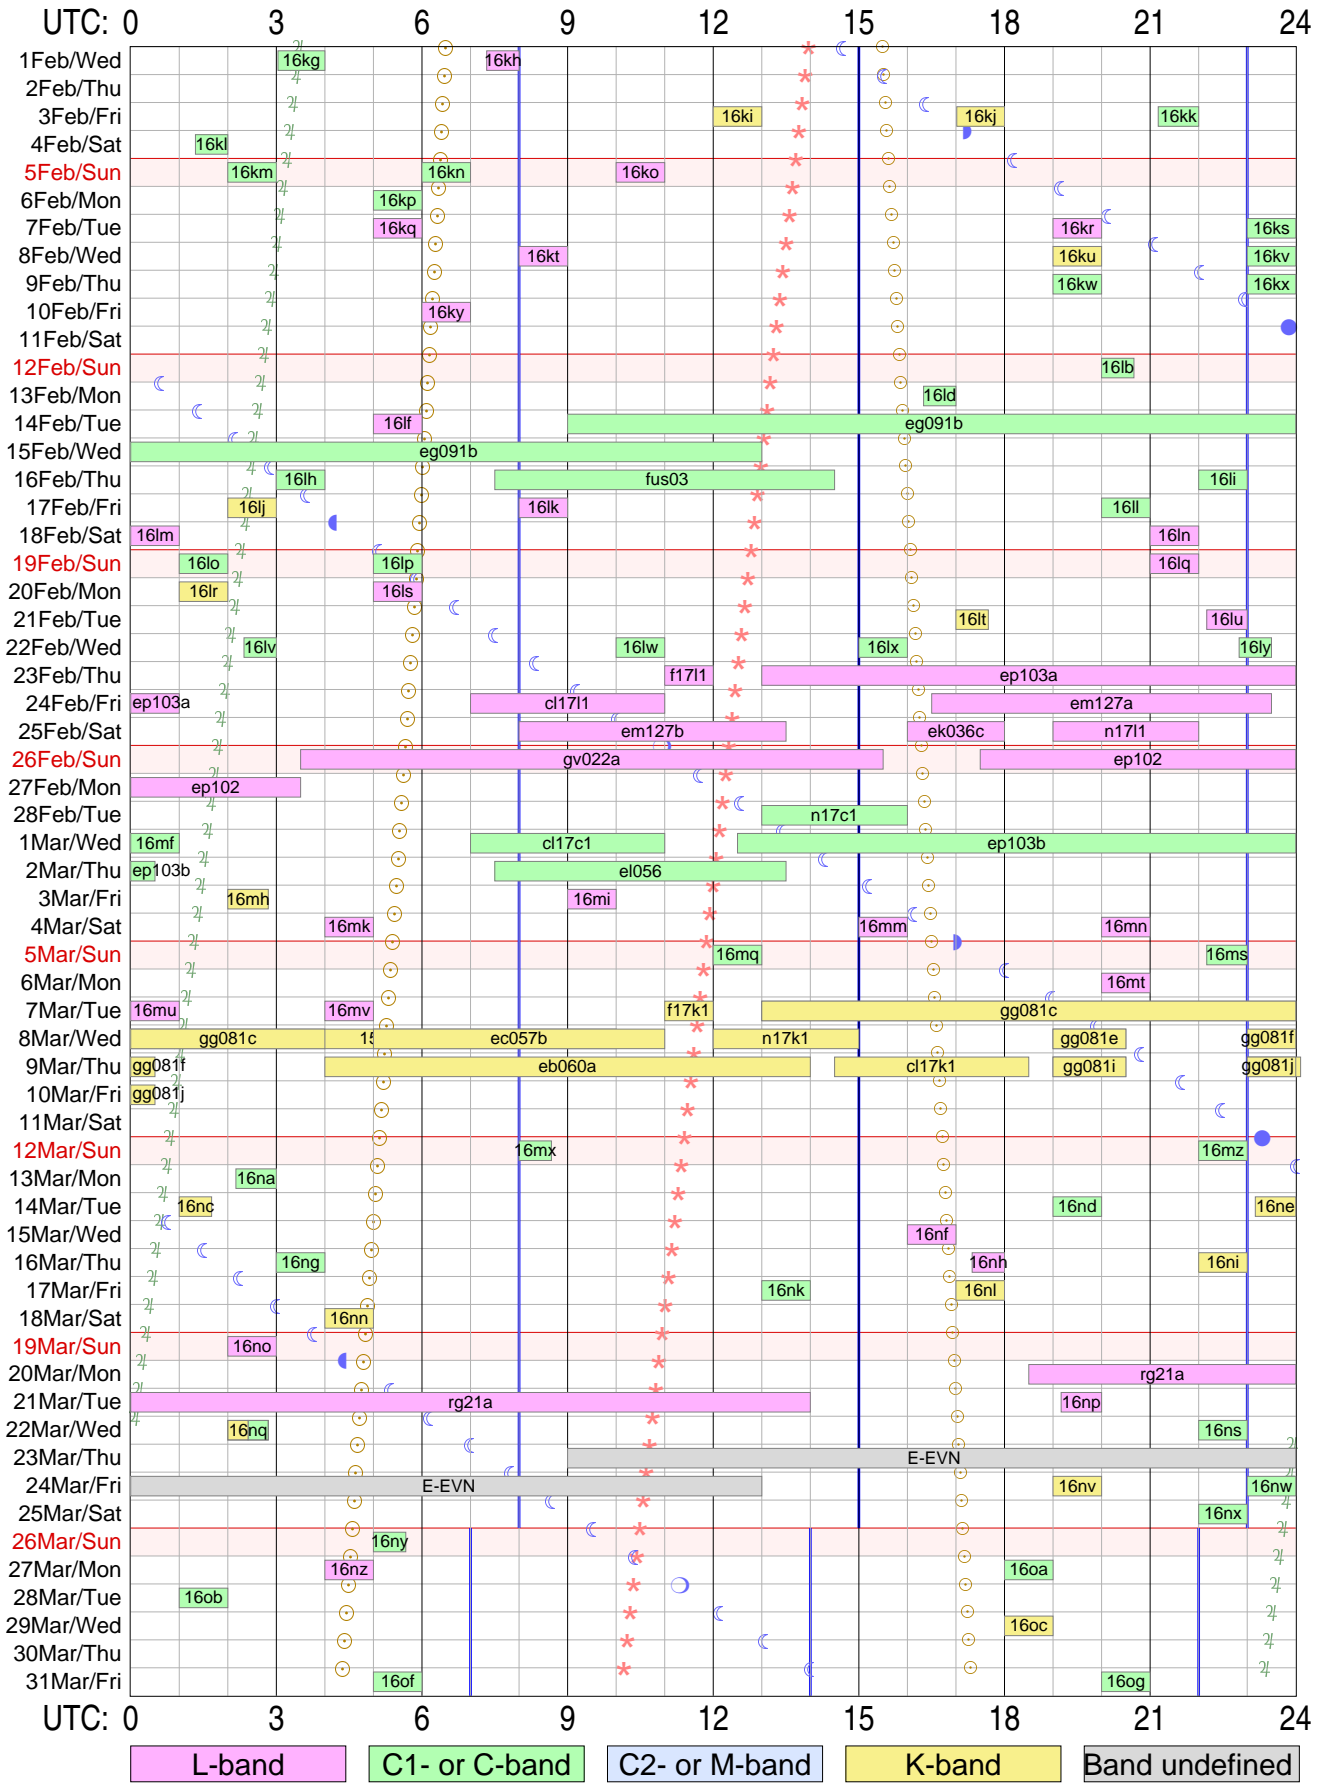 UTC: 0 3 6 9 12 15 18 21 24
1Feb/Wed 16kg 16kh
2Feb/Thu
3Feb/Fri 16ki 16kj 16kk
4Feb/Sat 16kl
5Feb/Sun 16km 16kn 16ko
6Feb/Mon 16kp
7Feb/Tue 16kq 16kr 16ks
8Feb/Wed 16kt 16ku 16kv
9Feb/Thu 16kw 16kx
10Feb/Fri 16ky
11Feb/Sat
12Feb/Sun 16lb
13Feb/Mon 16ld
14Feb/Tue 16lf eg091b
15Feb/Wed eg091b
16Feb/Thu 16lh fus03 16li
17Feb/Fri 16lj 16lk 16ll
18Feb/Sat 16lm 16ln
19Feb/Sun 16lo 16lp 16lq
20Feb/Mon 16lr 16ls
21Feb/Tue 16lt 16lu
22Feb/Wed 16lv 16lw 16lx 16ly
23Feb/Thu f17l1 ep103a
24Feb/Fri ep103a cl17l1 em127a
25Feb/Sat em127b ek036c n17l1
26Feb/Sun gv022a ep102
27Feb/Mon ep102
28Feb/Tue n17c1
1Mar/Wed 16mf cl17c1 ep103b
2Mar/Thu ep103b el056
3Mar/Fri 16mh 16mi
4Mar/Sat 16mk 16mm 16mn
5Mar/Sun 16mq 16ms
6Mar/Mon 16mt
7Mar/Tue 16mu 16mv f17k1 gg081c
8Mar/Wed gg081c ec057b n17k1 gg081e gg081f
9Mar/Thu gg081f eb060a cl17k1 gg081i gg081j
10Mar/Fri gg081j
11Mar/Sat
12Mar/Sun 16mx 16mz
13Mar/Mon 16na
14Mar/Tue 16nc 16nd 16ne
15Mar/Wed 16nf
16Mar/Thu 16ng 16nh 16ni
17Mar/Fri 16nk 16nl
18Mar/Sat 16nn
19Mar/Sun 16no
20Mar/Mon rg21a
21Mar/Tue rg21a 16np
22Mar/Wed 16nq 16ns
23Mar/Thu E-EVN
24Mar/Fri E-EVN 16nv 16nw
25Mar/Sat 16nx
26Mar/Sun 16ny
27Mar/Mon 16nz 16oa
28Mar/Tue 16ob
29Mar/Wed 16oc
30Mar/Thu
31Mar/Fri 16of 16og
UTC: 0 3 6 9 12 15 18 21 24
L-band C1- or C-band C2- or M-band K-band Band undefined